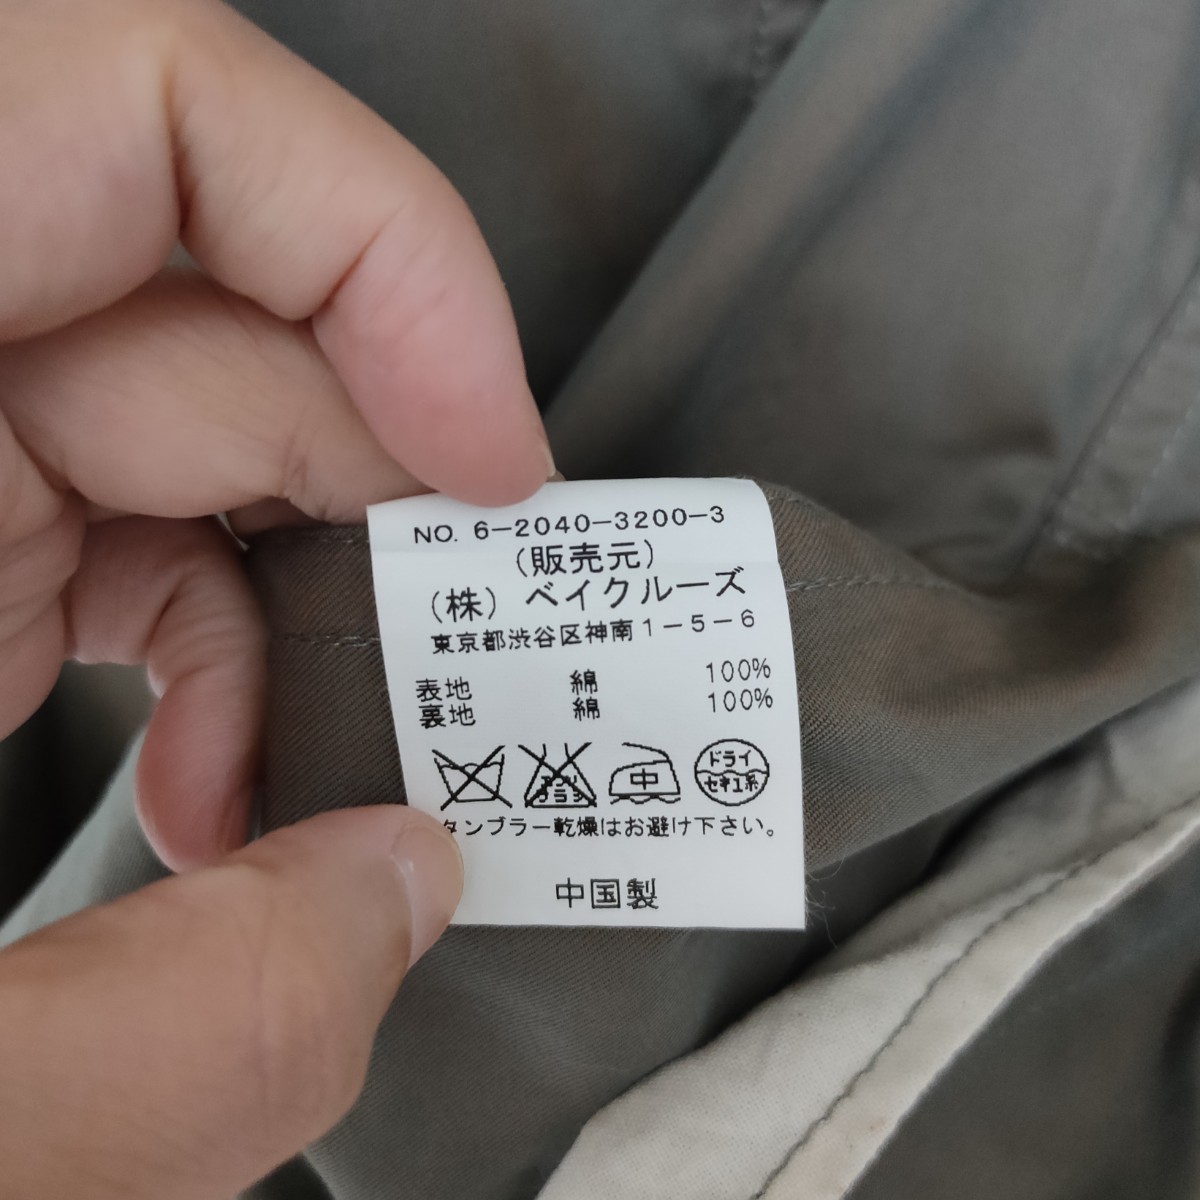 NO. 6-2040-3200-3
(販売元)
(株) ベイクルーズ
東京都渋谷区神南1-5-6
表地 綿 100%
裏地 綿 100%
中 ドライ セキユ系
タンブラー乾燥はお避け下さい。
中国製